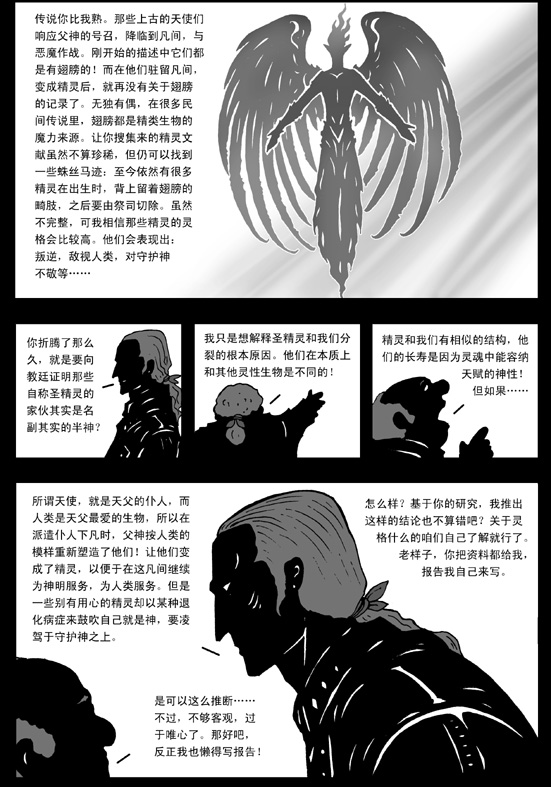 传说你比我熟。那些上古的天使们
响应父神的号召，降临到凡间，与
恶魔作战。刚开始的描述中它们都
是有翅膀的！而在他们驻留凡间，
变成精灵后，就再没有关于翅膀
的记录了。无独有偶，在很多民
间传说里，翅膀都是精类生物的
魔力来源。让你搜集来的精灵文
献虽然不算珍稀，但仍可以找到
一些蛛丝马迹：至今依然有很多
精灵在出生时，背上留着翅膀的
畸肢，之后要由祭司切除。虽然
不完整，可我相信那些精灵的灵
格会比较高。他们会表现出：
叛逆，敌视人类，对守护神
不敬等……
你折腾了那么
久，就是要向
教廷证明那些
自称圣精灵的
家伙其实是名
副其实的半神？
我只是想解释圣精灵和我们分
裂的根本原因。他们在本质上
和其他灵性生物是不同的！
精灵和我们有相似的结构，他
们的长寿是因为灵魂中能容纳
天赋的神性！
但如果……
所谓天使，就是天父的仆人，而
人类是天父最爱的生物，所以在
派遣仆人下凡时，父神按人类的
模样重新塑造了他们！让他们变
成了精灵，以便于在这凡间继续
为神明服务，为人类服务。但是
一些别有用心的精灵却以某种退
化病症来鼓吹自己就是神，要凌
驾于守护神之上。
怎么样？基于你的研究，我推出
这样的结论也不算错吧？关于灵
格什么的咱们自己了解就行了。
老样子，你把资料都给我，
报告我自己来写。
是可以这么推断……
不过，不够客观，过
于唯心了。那好吧，
反正我也懒得写报告！